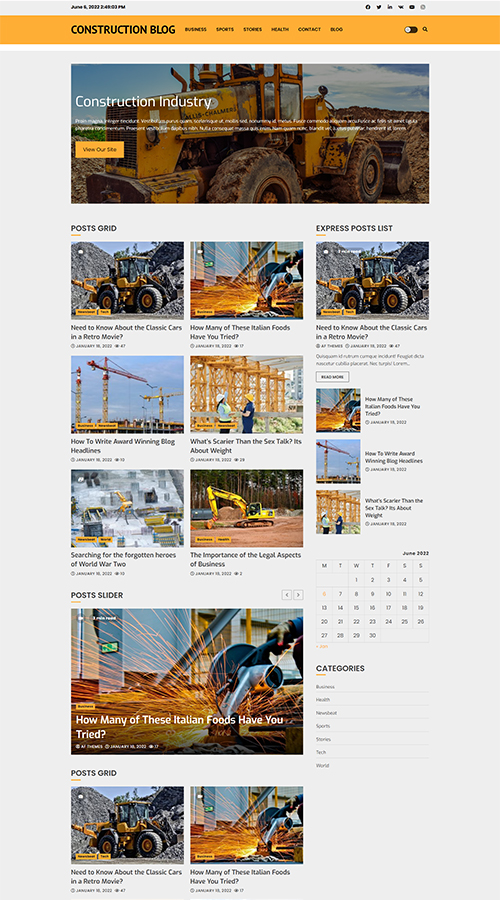 June 6, 2022 2:49:03 PM
CONSTRUCTION BLOG
BUSINESS SPORTS STORIES HEALTH CONTACT BLOG
Construction Industry
Proin magna integer tincidunt. Vestibulum purus quam, scelerisque ut, mollis sed, nonummy id, metus. Fusce commodo aliquam arcu. Fusce ac felis sit amet ligula
pharetra condimentum. Praesent vestibulum dapibus nibh. Nulla consequat massa quis enim. Nam quam nunc, blandit vel, luctus pulvinar, hendrerit id, lorem.
View Our Site
POSTS GRID
Newsbeat Tech
Need to Know About the Classic Cars
in a Retro Movie?
JANUARY 18, 2022 47
Business
How Many of These Italian Foods
Have You Tried?
JANUARY 18, 2022 17
Business Newsbeat
How To Write Award Winning Blog
Headlines
JANUARY 18, 2022 10
Business Newsbeat
What's Scarier Than the Sex Talk? Its
About Weight
JANUARY 18, 2022 28
Newsbeat World
Searching for the forgotten heroes
of World War Two
JANUARY 18, 2022 10
Business Health
The Importance of the Legal Aspects
of Business
JANUARY 18, 2022 2
POSTS SLIDER
2 min read
Business
How Many of These Italian Foods Have You
Tried?
AF THEMES JANUARY 18, 2022 17
POSTS GRID
Newsbeat Tech
Need to Know About the Classic Cars
in a Retro Movie?
JANUARY 18, 2022 47
Business
How Many of These Italian Foods
Have You Tried?
JANUARY 18, 2022 17
EXPRESS POSTS LIST
min read
Newsbeat Tech
Need to Know About the Classic Cars
in a Retro Movie?
AF THEMES JANUARY 18, 2022 47
Quisquam id rutrum cumque incidunt! Feugiat dicta
nascetur cubilia placerat. Nec turpis! Lorem...
READ MORE
How Many of These
Italian Foods Have You
Tried?
JANUARY 18, 2022
How To Write Award
Winning Blog Headlines
JANUARY 18, 2022
What's Scarier Than the
Sex Talk? Its About
Weight
JANUARY 18, 2022
June 2022
M T W T F S S
1 2 3 4 5
6 7 8 9 10 11 12
13 14 15 16 17 18 19
20 21 22 23 24 25 26
27 28 29 30
« Jan
CATEGORIES
Business
Health
Newsbeat
Sports
Stories
Tech
World